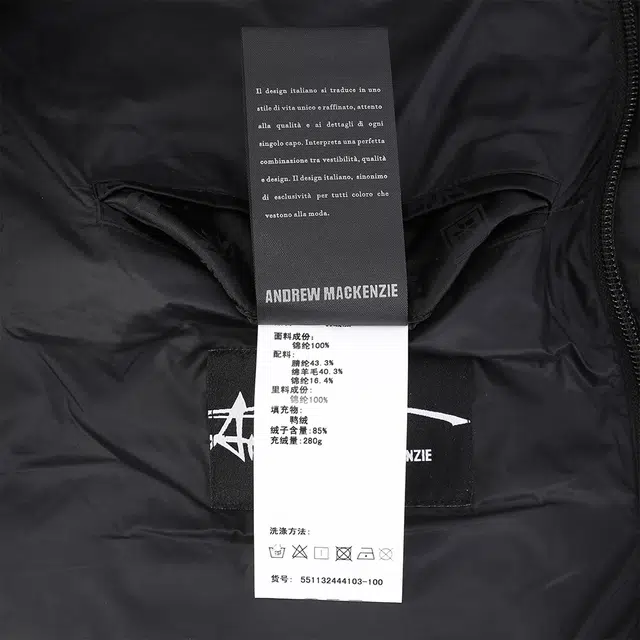 Il design italiano si traduce in uno
stile di vita unico e raffinato, attento
alla qualità e ai dettagli di ogni
singolo capo. Interpreta una perfetta
combinazione tra vestibilità, qualità
e design. Il design italiano, sinonimo
di esclusività per tutti coloro che
vestono alla moda.
ANDREW MACKENZIE
面料成份:
锦纶100%
配料:
腈纶43.3%
绵羊毛40.3%
锦纶16.4%
里料成份:
锦纶100%
填充物:
鸭绒
绒子含量: 85%
充绒量: 280g
NZIE
洗涤方法:
货号: 551132444103-100